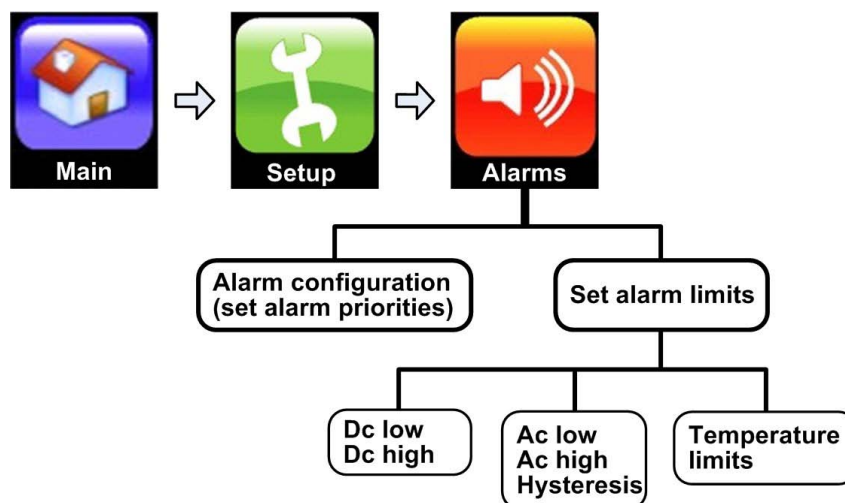 Main
Setup
Alarms
Alarm configuration
(set alarm priorities)
Set alarm limits
Dc low
Dc high
Ac low
Ac high
Hysteresis
Temperature
limits